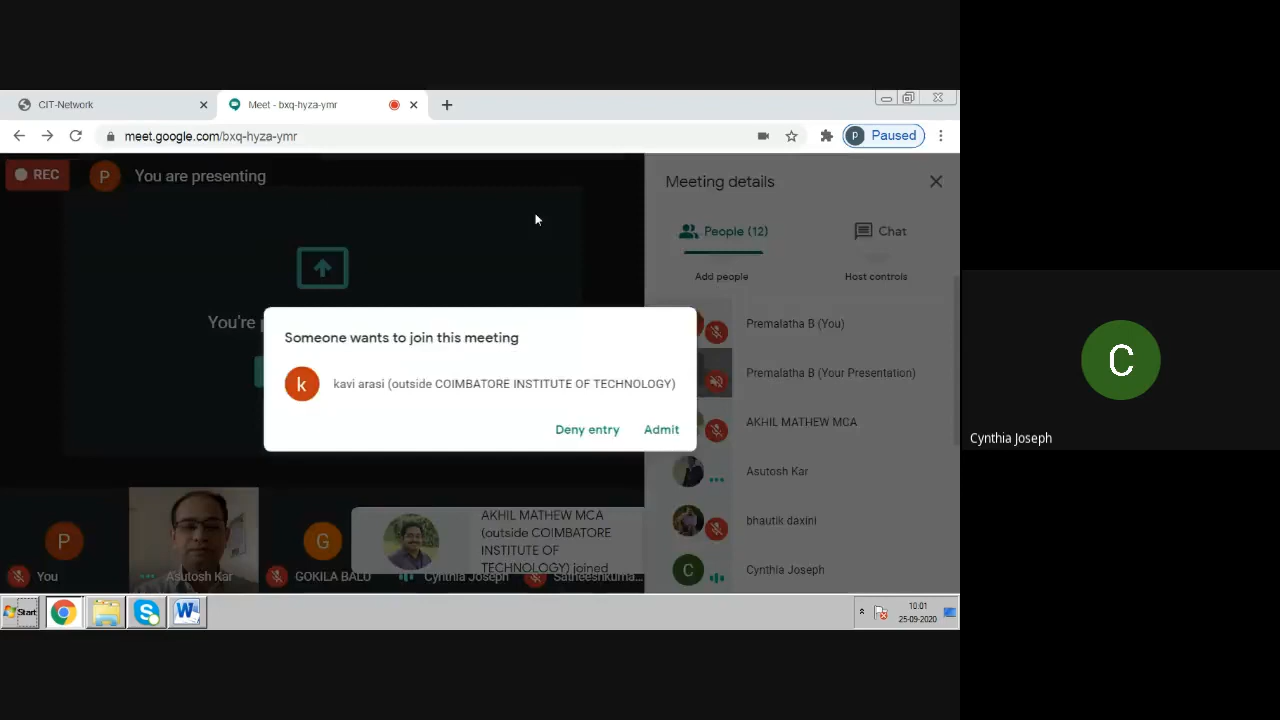 CIT-Network
Meet - bxq-hyza-ymr
meet.google.com/bxq-hyza-ymr
P
Paused
REC
P
You are presenting
Meeting details
People (12)
Chat
Add people
Host controls
You're p
Someone wants to join this meeting
k
kavi arasi (outside COIMBATORE INSTITUTE OF TECHNOLOGY)
Deny entry
Admit
Premalatha B (You)
Premalatha B (Your Presentation)
AKHIL MATHEW MCA
Asutosh Kar
bhautik daxini
C
Cynthia Joseph
P
You
Asutosh Kar
G
GOKILA BALU
AKHIL MATHEW MCA
(outside COIMBATORE
INSTITUTE OF
TECHNOLOGY) joined
Cynthia Joseph
Satheeshkuma...
Start
10.01
25-09-2020
C
Cynthia Joseph